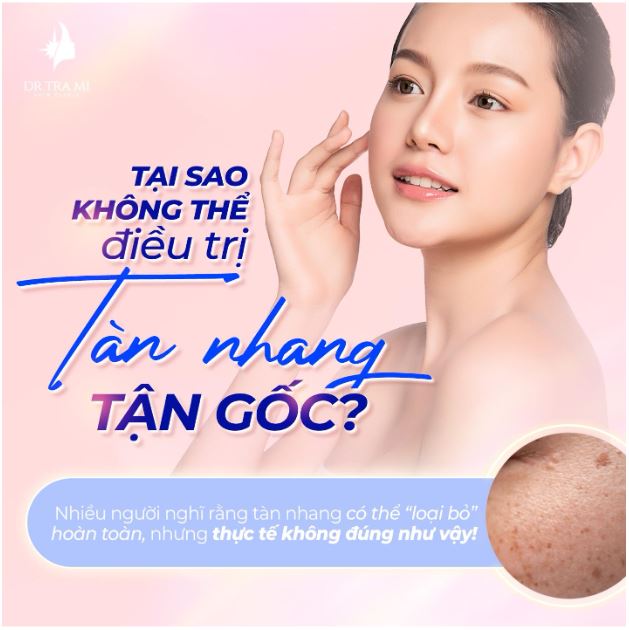 DR TRA MI
TẠI SAO
KHÔNG THỂ
điều trị
Tàn nhang
TẬN GỐC?
Nhiều người nghĩ rằng tàn nhang có thể "loại bỏ"
hoàn toàn, nhưng thực tế không đúng như vậy!